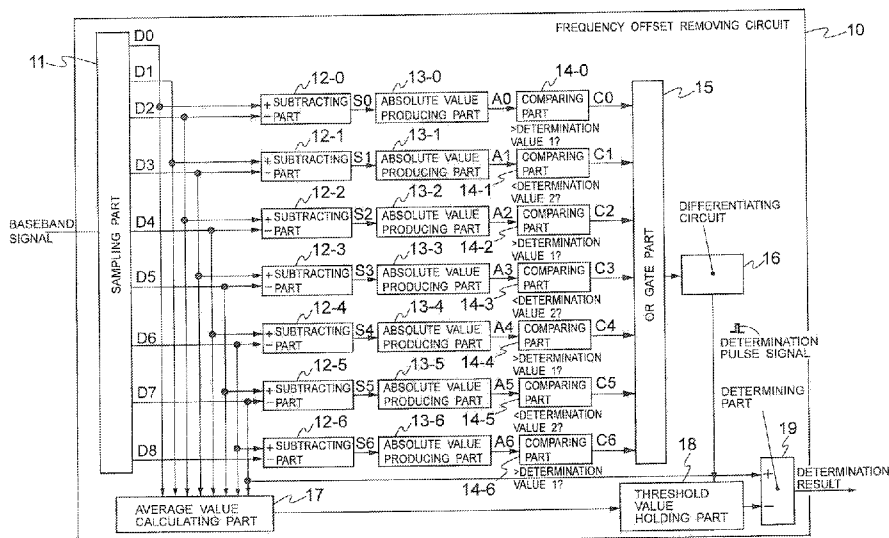 FREQUENCY OFFSET REMOVING CIRCUIT
10
11
D0
D1
D2
D3
D4
D5
D6
D7
D8
BASEBAND
SIGNAL
SAMPLING PART
12-0
+ SUBTRACTING
− PART
S0
13-0
ABSOLUTE VALUE
PRODUCING PART
A0
14-0
COMPARING
PART
C0
>DETERMINATION
VALUE 1?
12-1
+ SUBTRACTING
− PART
S1
13-1
ABSOLUTE VALUE
PRODUCING PART
A1
14-1
COMPARING
PART
C1
<DETERMINATION
VALUE 2?
12-2
+ SUBTRACTING
− PART
S2
13-2
ABSOLUTE VALUE
PRODUCING PART
A2
14-2
COMPARING
PART
C2
>DETERMINATION
VALUE 1?
12-3
+ SUBTRACTING
− PART
S3
13-3
ABSOLUTE VALUE
PRODUCING PART
A3
14-3
COMPARING
PART
C3
<DETERMINATION
VALUE 2?
12-4
+ SUBTRACTING
− PART
S4
13-4
ABSOLUTE VALUE
PRODUCING PART
A4
14-4
COMPARING
PART
C4
>DETERMINATION
VALUE 1?
12-5
+ SUBTRACTING
− PART
S5
13-5
ABSOLUTE VALUE
PRODUCING PART
A5
14-5
COMPARING
PART
C5
<DETERMINATION
VALUE 2?
12-6
+ SUBTRACTING
− PART
S6
13-6
ABSOLUTE VALUE
PRODUCING PART
A6
14-6
COMPARING
PART
C6
>DETERMINATION
VALUE 1?
15
OR GATE PART
DIFFERENTIATING
CIRCUIT
16
DETERMINATION
PULSE SIGNAL
DETERMINING
PART
19
+
−
DETERMINATION
RESULT
18
THRESHOLD
VALUE
HOLDING PART
17
AVERAGE VALUE
CALCULATING PART